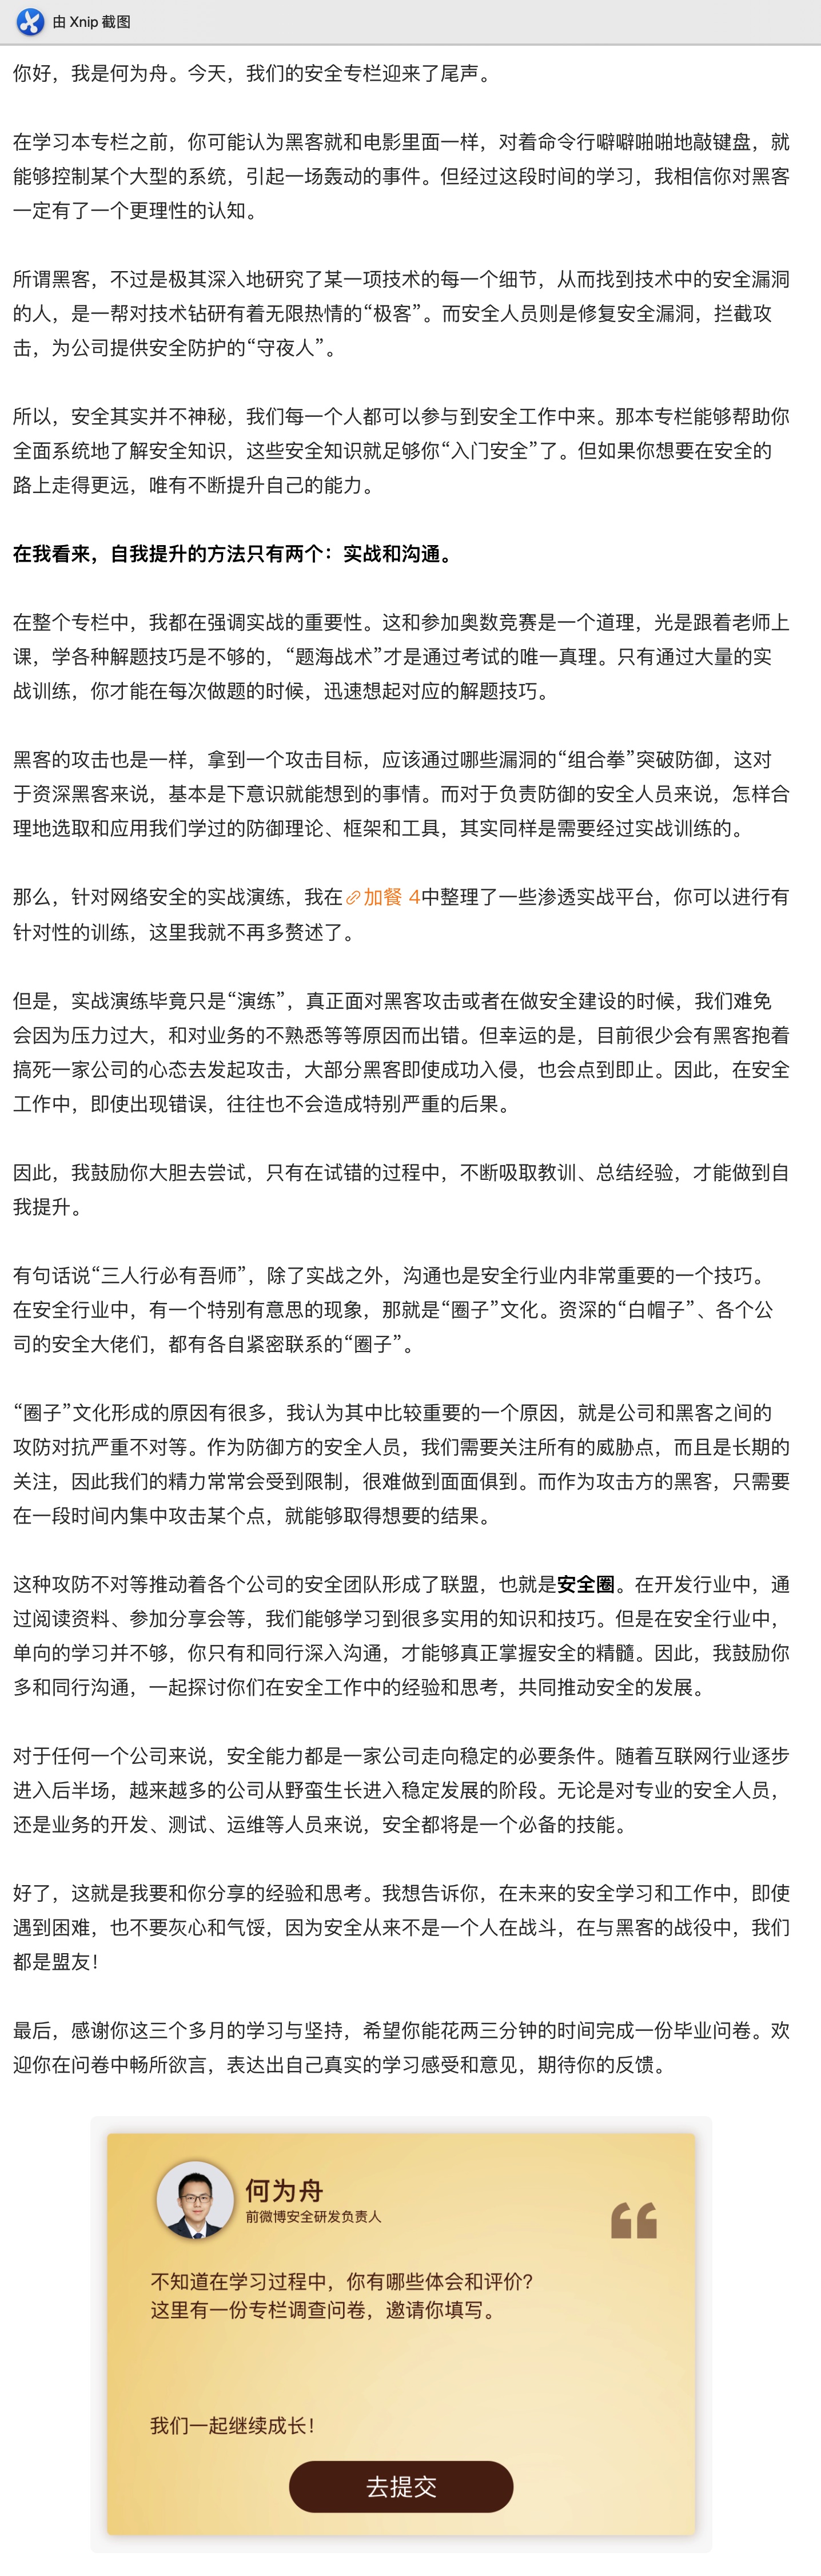 由 Xnip 截图
你好，我是何为舟。今天，我们的安全专栏迎来了尾声。
在学习本专栏之前，你可能认为黑客就和电影里面一样，对着命令行噼噼啪啪地敲键盘，就
能够控制某个大型的系统，引起一场轰动的事件。但经过这段时间的学习，我相信你对黑客
一定有了一个更理性的认知。
所谓黑客，不过是极其深入地研究了某一项技术的每一个细节，从而找到技术中的安全漏洞
的人，是一帮对技术钻研有着无限热情的“极客”。而安全人员则是修复安全漏洞，拦截攻
击，为公司提供安全防护的“守夜人”。
所以，安全其实并不神秘，我们每一个人都可以参与到安全工作中来。那本专栏能够帮助你
全面系统地了解安全知识，这些安全知识就足够你“入门安全”了。但如果你想要在安全的
路上走得更远，唯有不断提升自己的能力。
在我看来，自我提升的方法只有两个：实战和沟通。
在整个专栏中，我都在强调实战的重要性。这和参加奥数竞赛是一个道理，光是跟着老师上
课，学各种解题技巧是不够的，“题海战术”才是通过考试的唯一真理。只有通过大量的实
战训练，你才能在每次做题的时候，迅速想起对应的解题技巧。
黑客的攻击也是一样，拿到一个攻击目标，应该通过哪些漏洞的“组合拳”突破防御，这对
于资深黑客来说，基本是下意识就能想到的事情。而对于负责防御的安全人员来说，怎样合
理地选取和应用我们学过的防御理论、框架和工具，其实同样是需要经过实战训练的。
那么，针对网络安全的实战演练，我在加餐 4中整理了一些渗透实战平台，你可以进行有
针对性的训练，这里我就不再多赘述了。
但是，实战演练毕竟只是“演练”，真正面对黑客攻击或者在做安全建设的时候，我们难免
会因为压力过大，和对业务的不熟悉等等原因而出错。但幸运的是，目前很少会有黑客抱着
搞死一家公司的心态去发起攻击，大部分黑客即使成功入侵，也会点到即止。因此，在安全
工作中，即使出现错误，往往也不会造成特别严重的后果。
因此，我鼓励你大胆去尝试，只有在试错的过程中，不断吸取教训、总结经验，才能做到自
我提升。
有句话说“三人行必有吾师”，除了实战之外，沟通也是安全行业内非常重要的一个技巧。
在安全行业中，有一个特别有意思的现象，那就是“圈子”文化。资深的“白帽子”、各个公
司的安全大佬们，都有各自紧密联系的“圈子”。
“圈子”文化形成的原因有很多，我认为其中比较重要的一个原因，就是公司和黑客之间的
攻防对抗严重不对等。作为防御方的安全人员，我们需要关注所有的威胁点，而且是长期的
关注，因此我们的精力常常会受到限制，很难做到面面俱到。而作为攻击方的黑客，只需要
在一段时间内集中攻击某个点，就能够取得想要的结果。
这种攻防不对等推动着各个公司的安全团队形成了联盟，也就是安全圈。在开发行业中，通
过阅读资料、参加分享会等，我们能够学习到很多实用的知识和技巧。但是在安全行业中，
单向的学习并不够，你只有和同行深入沟通，才能够真正掌握安全的精髓。因此，我鼓励你
多和同行沟通，一起探讨你们在安全工作中的经验和思考，共同推动安全的发展。
对于任何一个公司来说，安全能力都是一家公司走向稳定的必要条件。随着互联网行业逐步
进入后半场，越来越多的公司从野蛮生长进入稳定发展的阶段。无论是对专业的安全人员，
还是业务的开发、测试、运维等人员来说，安全都将是一个必备的技能。
好了，这就是我要和你分享的经验和思考。我想告诉你，在未来的安全学习和工作中，即使
遇到困难，也不要灰心和气馁，因为安全从来不是一个人在战斗，在与黑客的战役中，我们
都是盟友！
最后，感谢你这三个多月的学习与坚持，希望你能花两三分钟的时间完成一份毕业问卷。欢
迎你在问卷中畅所欲言，表达出自己真实的学习感受和意见，期待你的反馈。
何为舟
前微博安全研发负责人
不知道在学习过程中，你有哪些体会和评价？
这里有一份专栏调查问卷，邀请你填写。
我们一起继续成长！
去提交